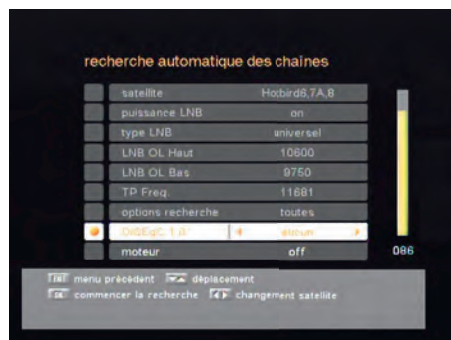 recherche automatique des chaînes
satellite Hotbird6,7A,8
puissance LNB on
type LNB universel
LNB OL Haut 10600
LNB OL Bas 9750
TP Freq. 11681
options recherche toutes
DiSEqC 1.0 aucun
moteur off
086
EXIT menu précédent déplacement
OK commencer la recherche changement satellite